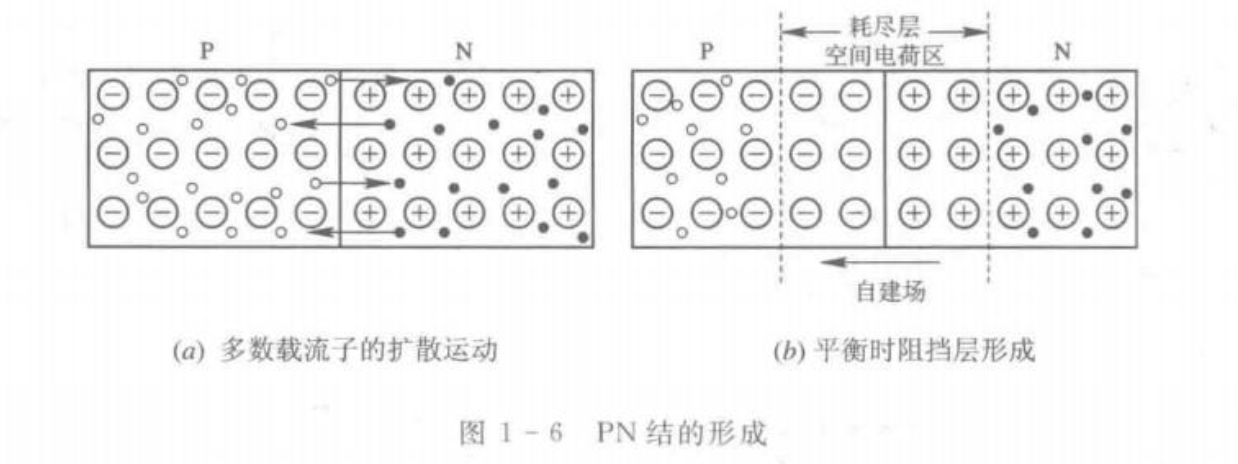 P
N
(a) 多数载流子的扩散运动
耗尽层
空间电荷区
P
N
自建场
(b) 平衡时阻挡层形成
图 1-6 PN 结的形成